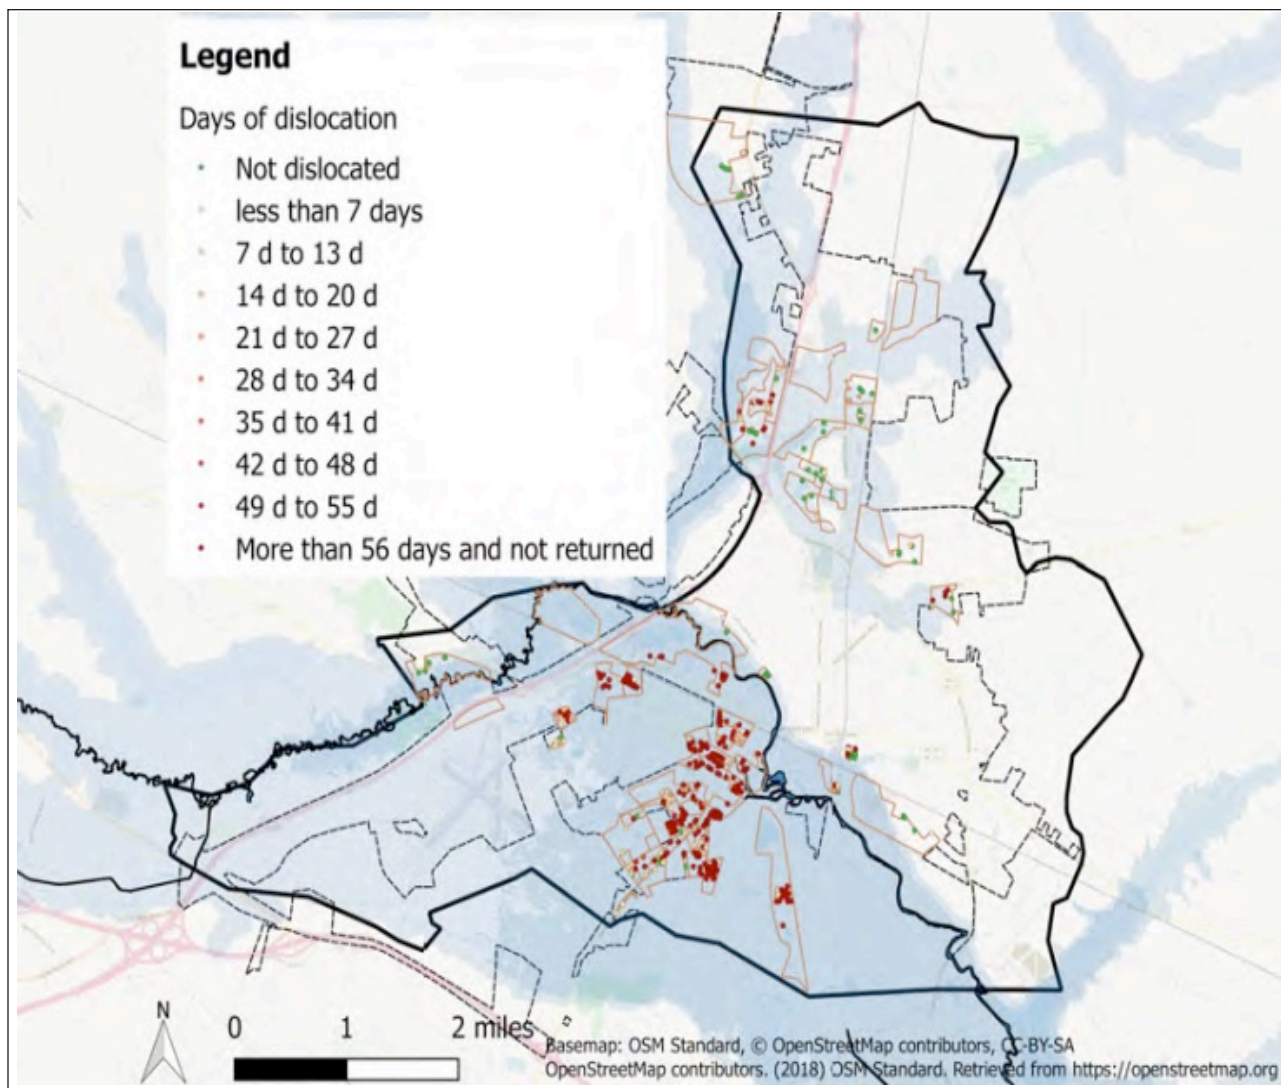 Legend
Days of dislocation
Not dislocated
less than 7 days
7 d to 13 d
14 d to 20 d
21 d to 27 d
28 d to 34 d
35 d to 41 d
42 d to 48 d
49 d to 55 d
More than 56 days and not returned
N
0 1 2 miles
Basemap: OSM Standard, © OpenStreetMap contributors, CC-BY-SA
OpenStreetMap contributors. (2018) OSM Standard. Retrieved from https://openstreetmap.org